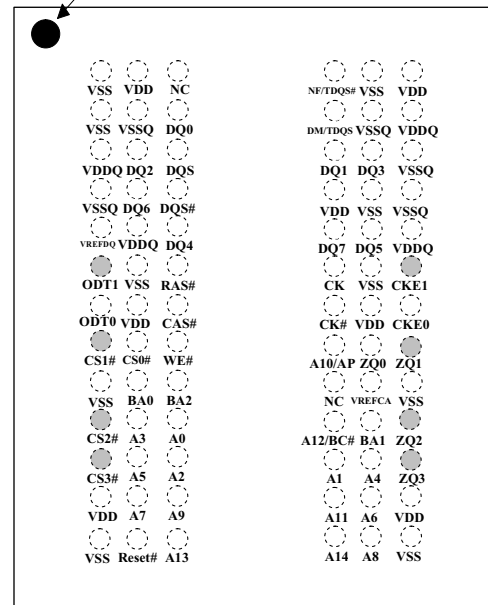 VSS VDD NC NF/TDQS# VSS VDD
VSS VSSQ DQ0 DM/TDQS VSSQ VDDQ
VDDQ DQ2 DQS DQ1 DQ3 VSSQ
VSSQ DQ6 DQS# VDD VSS VSSQ
VREFDQ VDDQ DQ4 DQ7 DQ5 VDDQ
ODT1 VSS RAS# CK VSS CKE1
ODT0 VDD CAS# CK# VDD CKE0
CS1# CS0# WE# A10/AP ZQ0 ZQ1
VSS BA0 BA2 NC VREFCA VSS
CS2# A3 A0 A12/BC# BA1 ZQ2
CS3# A5 A2 A1 A4 ZQ3
VDD A7 A9 A11 A6 VDD
VSS Reset# A13 A14 A8 VSS